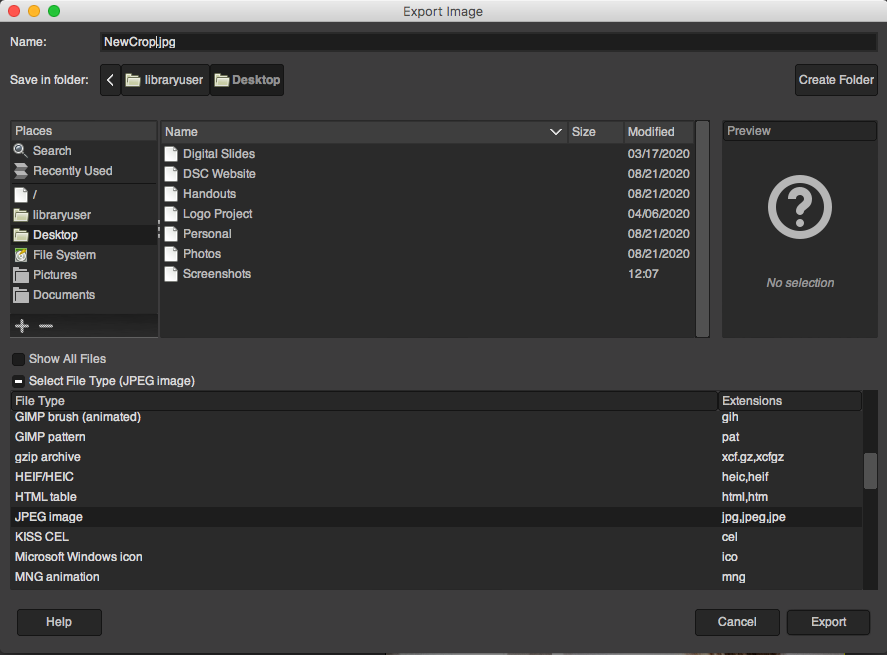 Export Image
Name: NewCrop.jpg
Save in folder: libraryuser Desktop Create Folder
Places
Search
Recently Used
/
libraryuser
Desktop
File System
Pictures
Documents
Name Size Modified
Digital Slides 03/17/2020
DSC Website 08/21/2020
Handouts 08/21/2020
Logo Project 04/06/2020
Personal 08/21/2020
Photos 08/21/2020
Screenshots 12:07
Preview
No selection
Show All Files
Select File Type (JPEG image)
File Type Extensions
GIMP brush (animated) gih
GIMP pattern pat
gzip archive xcf.gz,xcfgz
HEIF/HEIC heic,heif
HTML table html,htm
JPEG image jpg,jpeg,jpe
KISS CEL cel
Microsoft Windows icon ico
MNG animation mng
Help Cancel Export